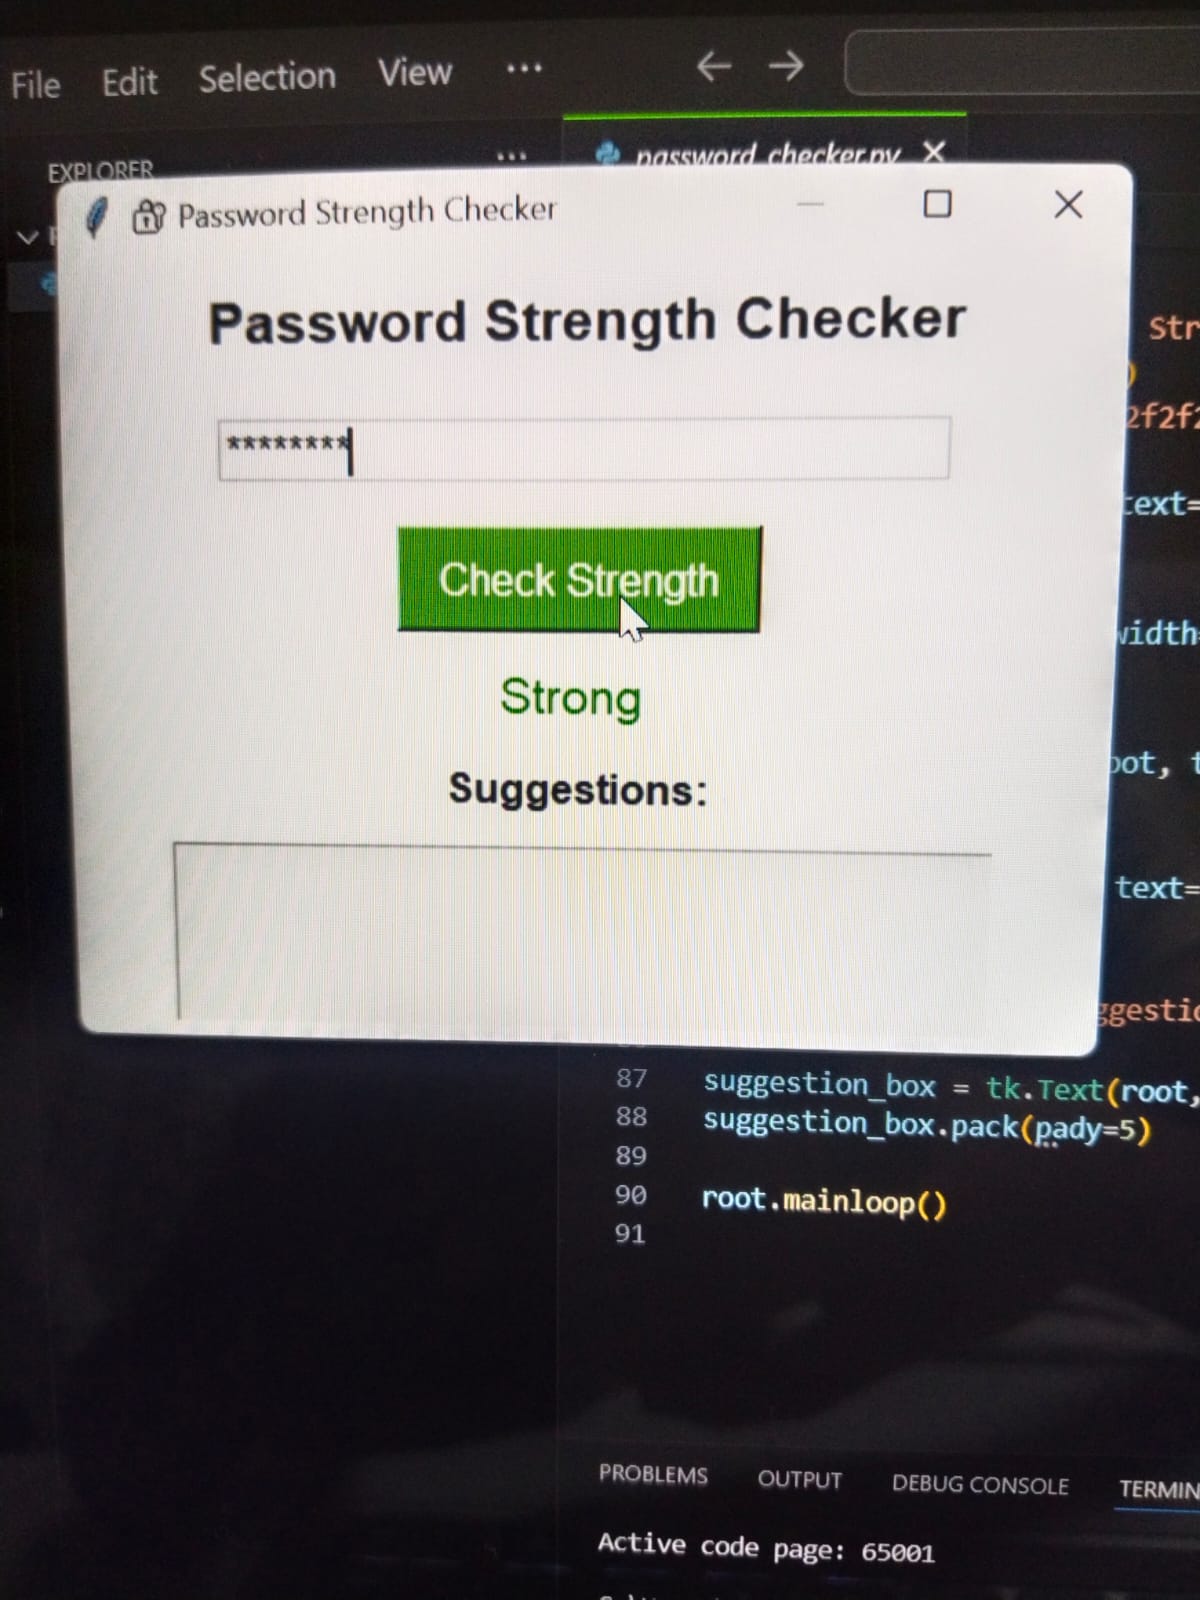 File Edit Selection View ...
EXPLORER ... password_checker.py
Password Strength Checker
Password Strength Checker
Str
)
2f2f2
********
text=
Check Strength
width=
Strong
oot, t
Suggestions:
text=
ggestio
87 suggestion_box = tk.Text(root,
88 suggestion_box.pack(pady=5)
89
90 root.mainloop()
91
PROBLEMS OUTPUT DEBUG CONSOLE TERMIN
Active code page: 65001